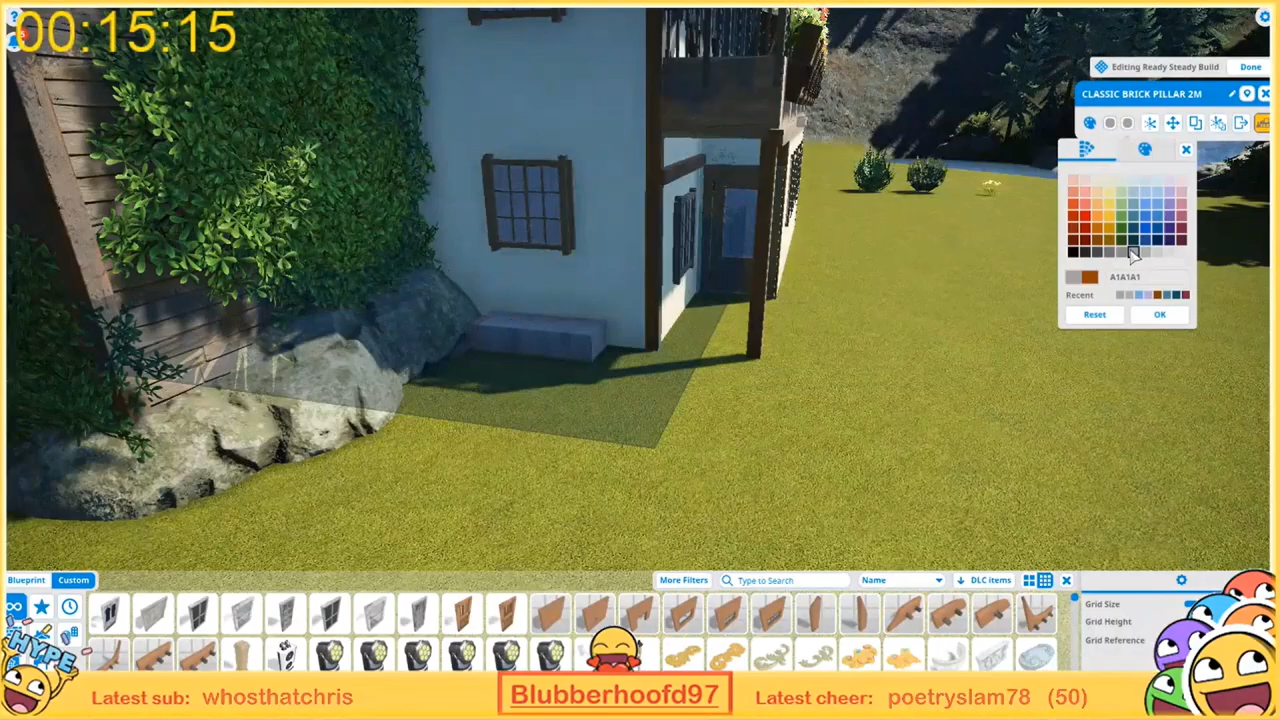 00:15:15
Editing Ready Steady Build
Done
CLASSIC BRICK PILLAR 2M
A1A1A1
Recent
Reset
OK
Blueprint
Custom
More Filters
Type to Search
Name
DLC items
Grid Size
Grid Height
Grid Reference
HYPE
Latest sub: whosthatchris
Blubberhoofd97
Latest cheer: poetryslam78 (50)